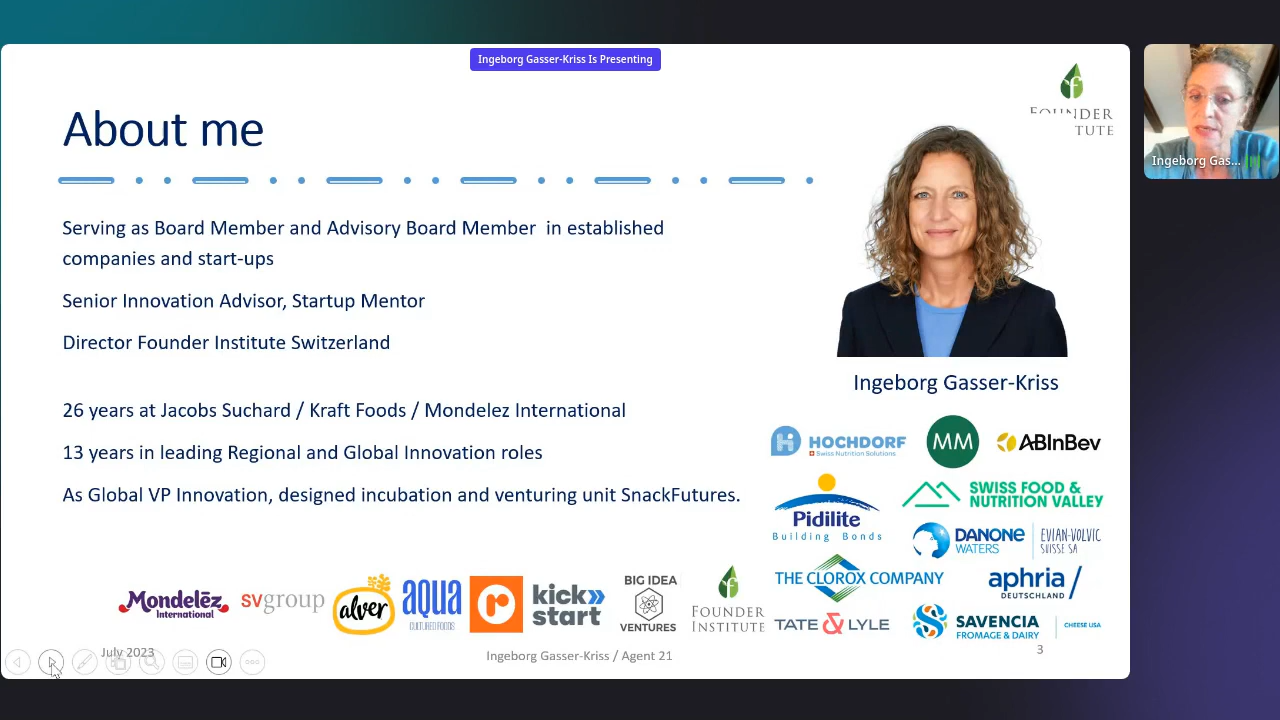 Ingeborg Gasser-Kriss Is Presenting
About me
FOUNDER
TUTE
Ingeborg Gas...
Serving as Board Member and Advisory Board Member in established
companies and start-ups
Senior Innovation Advisor, Startup Mentor
Director Founder Institute Switzerland
26 years at Jacobs Suchard / Kraft Foods / Mondelez International
13 years in leading Regional and Global Innovation roles
As Global VP Innovation, designed incubation and venturing unit SnackFutures.
Ingeborg Gasser-Kriss
HOCHDORF
Swiss Nutrition Solutions
MM
ABInBev
Pidilite
Building Bonds
SWISS FOOD &
NUTRITION VALLEY
DANONE
WATERS
EVIAN-VOLVIC
SUISSE SA
THE CLOROX COMPANY
aphria/
DEUTSCHLAND
TATE & LYLE
SAVENCIA
FROMAGE & DAIRY
CHEESE USA
Mondelēz
International
svgroup
alver
aqua
CULTURED FOODS
r
kick
start
BIG IDEA
VENTURES
FOUNDER
INSTITUTE
July 2023
Ingeborg Gasser-Kriss / Agent 21
3